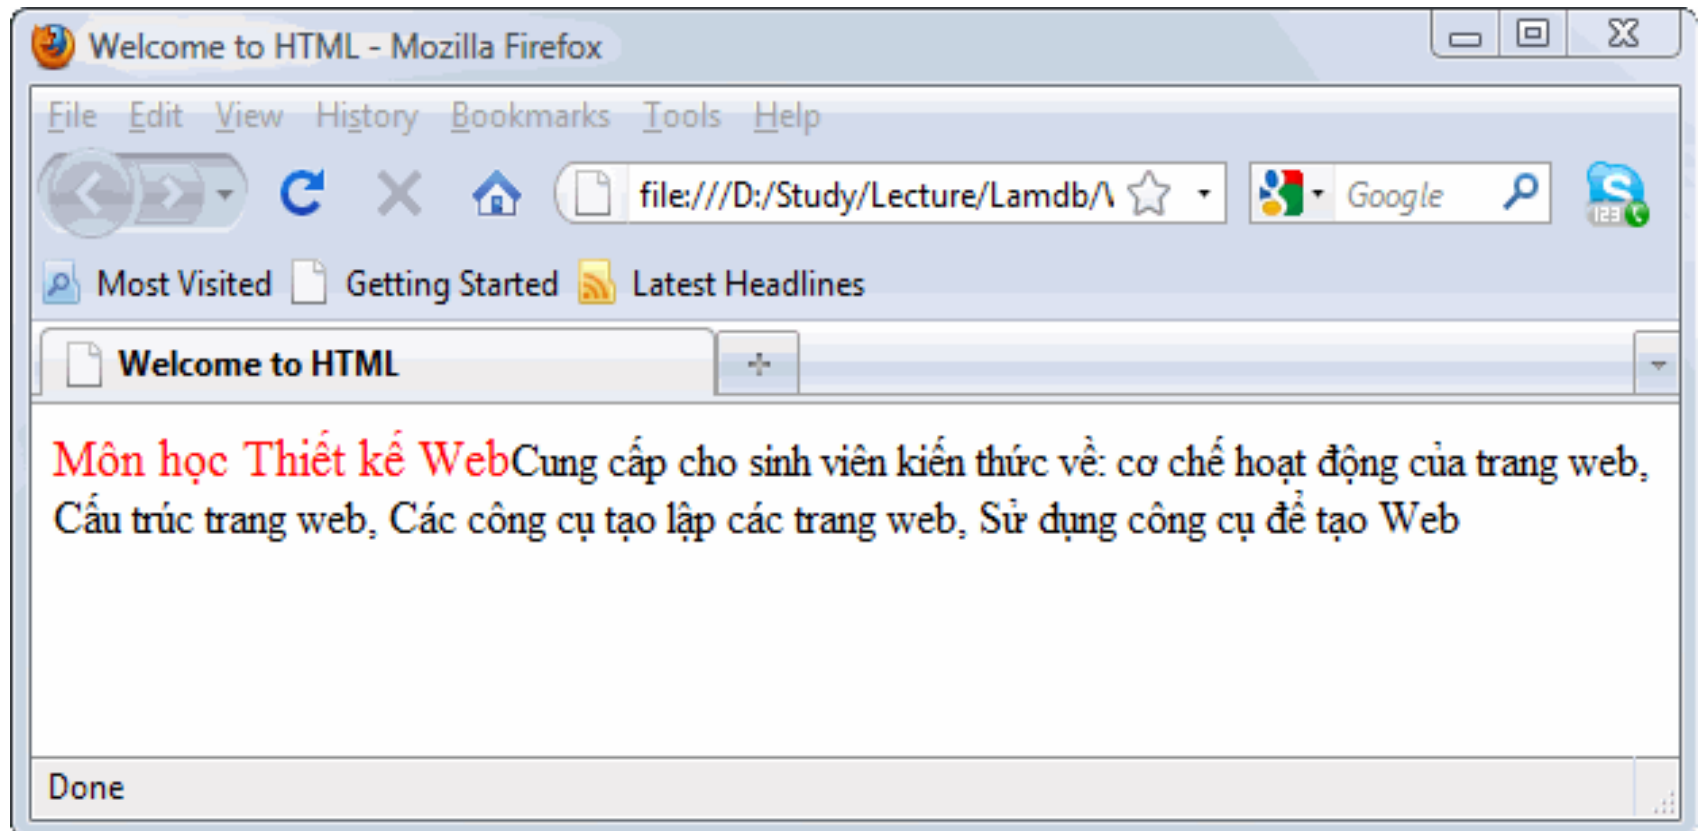 Welcome to HTML - Mozilla Firefox
File Edit View History Bookmarks Tools Help
file:///D:/Study/Lecture/Lamdb/\ Google
123
Most Visited Getting Started Latest Headlines
Welcome to HTML
Môn học Thiết kế WebCung cấp cho sinh viên kiến thức về: cơ chế hoạt động của trang web,
Cấu trúc trang web, Các công cụ tạo lập các trang web, Sử dụng công cụ để tạo Web
Done